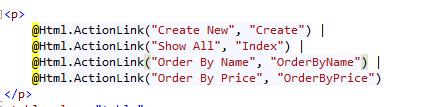 <p>
@Html.ActionLink("Create New", "Create") |
@Html.ActionLink("Show All", "Index") |
@Html.ActionLink("Order By Name", "OrderByName") |
@Html.ActionLink("Order By Price", "OrderByPrice")
</p>